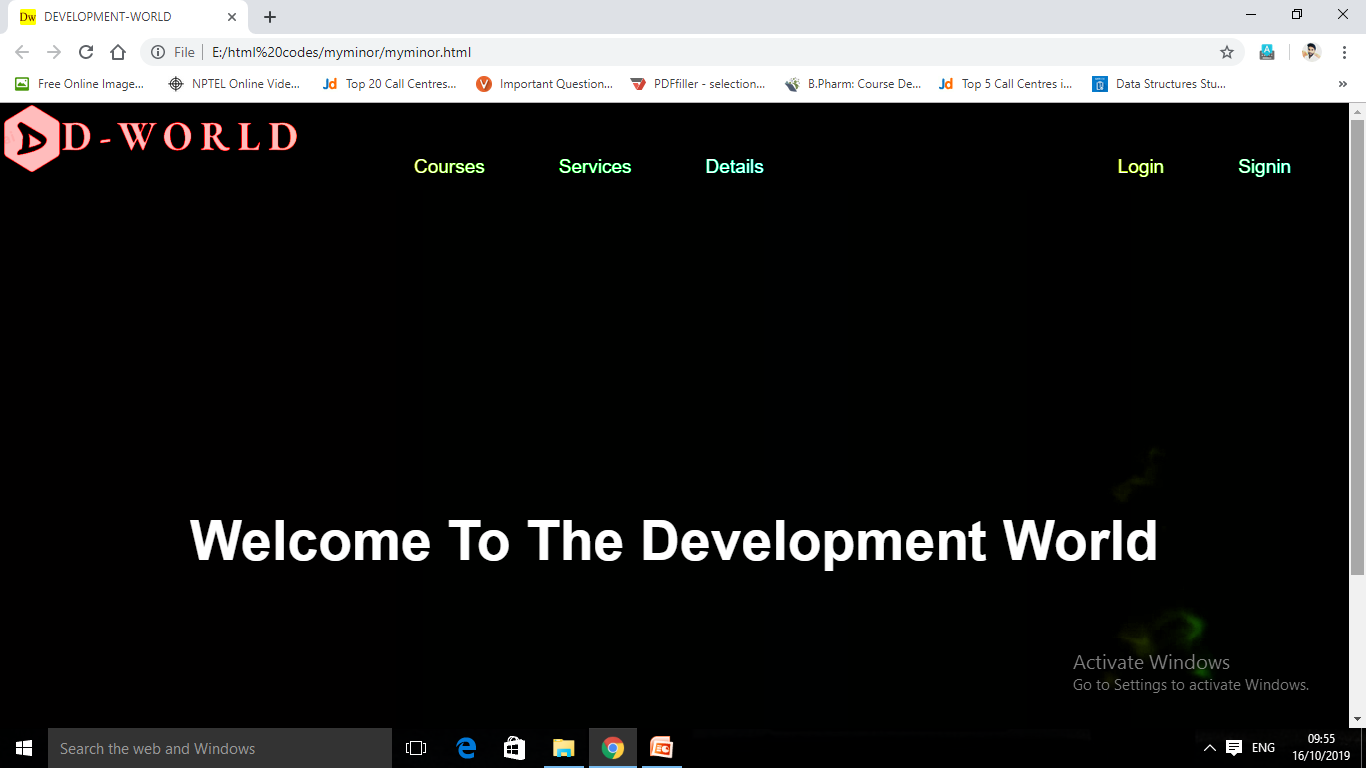 Dw DEVELOPMENT-WORLD
File E:/html%20codes/myminor/myminor.html
Free Online Image... NPTEL Online Vide... Jd Top 20 Call Centres... V Important Question... PDFfiller - selection... B.Pharm: Course De... Jd Top 5 Call Centres i... Data Structures Stu... »
D-WORLD
Courses Services Details Login Signin
Welcome To The Development World
Activate Windows
Go to Settings to activate Windows.
Search the web and Windows ENG 09:55
16/10/2019